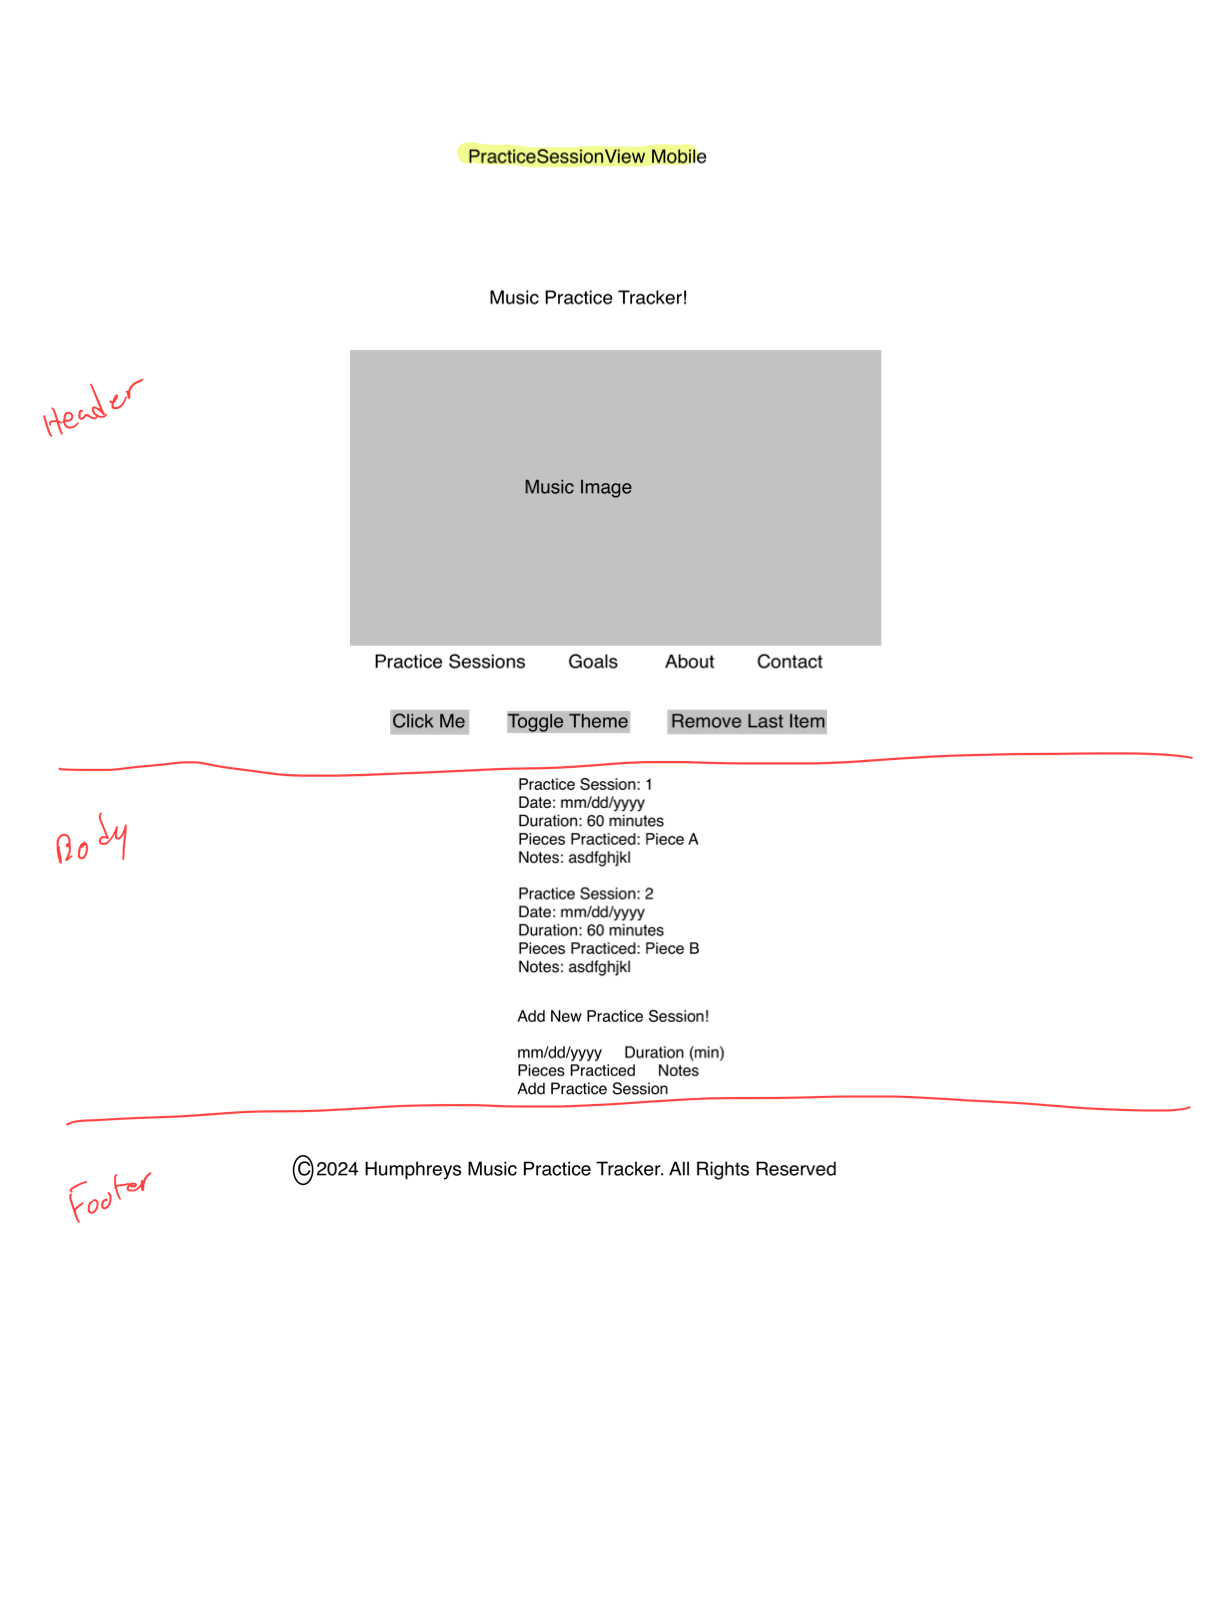 PracticeSessionView Mobile
Music Practice Tracker!
Header
Music Image
Practice Sessions Goals About Contact
Click Me Toggle Theme Remove Last Item
Body
Practice Session: 1
Date: mm/dd/yyyy
Duration: 60 minutes
Pieces Practiced: Piece A
Notes: asdfghjkl
Practice Session: 2
Date: mm/dd/yyyy
Duration: 60 minutes
Pieces Practiced: Piece B
Notes: asdfghjkl
Add New Practice Session!
mm/dd/yyyy Duration (min)
Pieces Practiced Notes
Add Practice Session
Footer
©2024 Humphreys Music Practice Tracker. All Rights Reserved